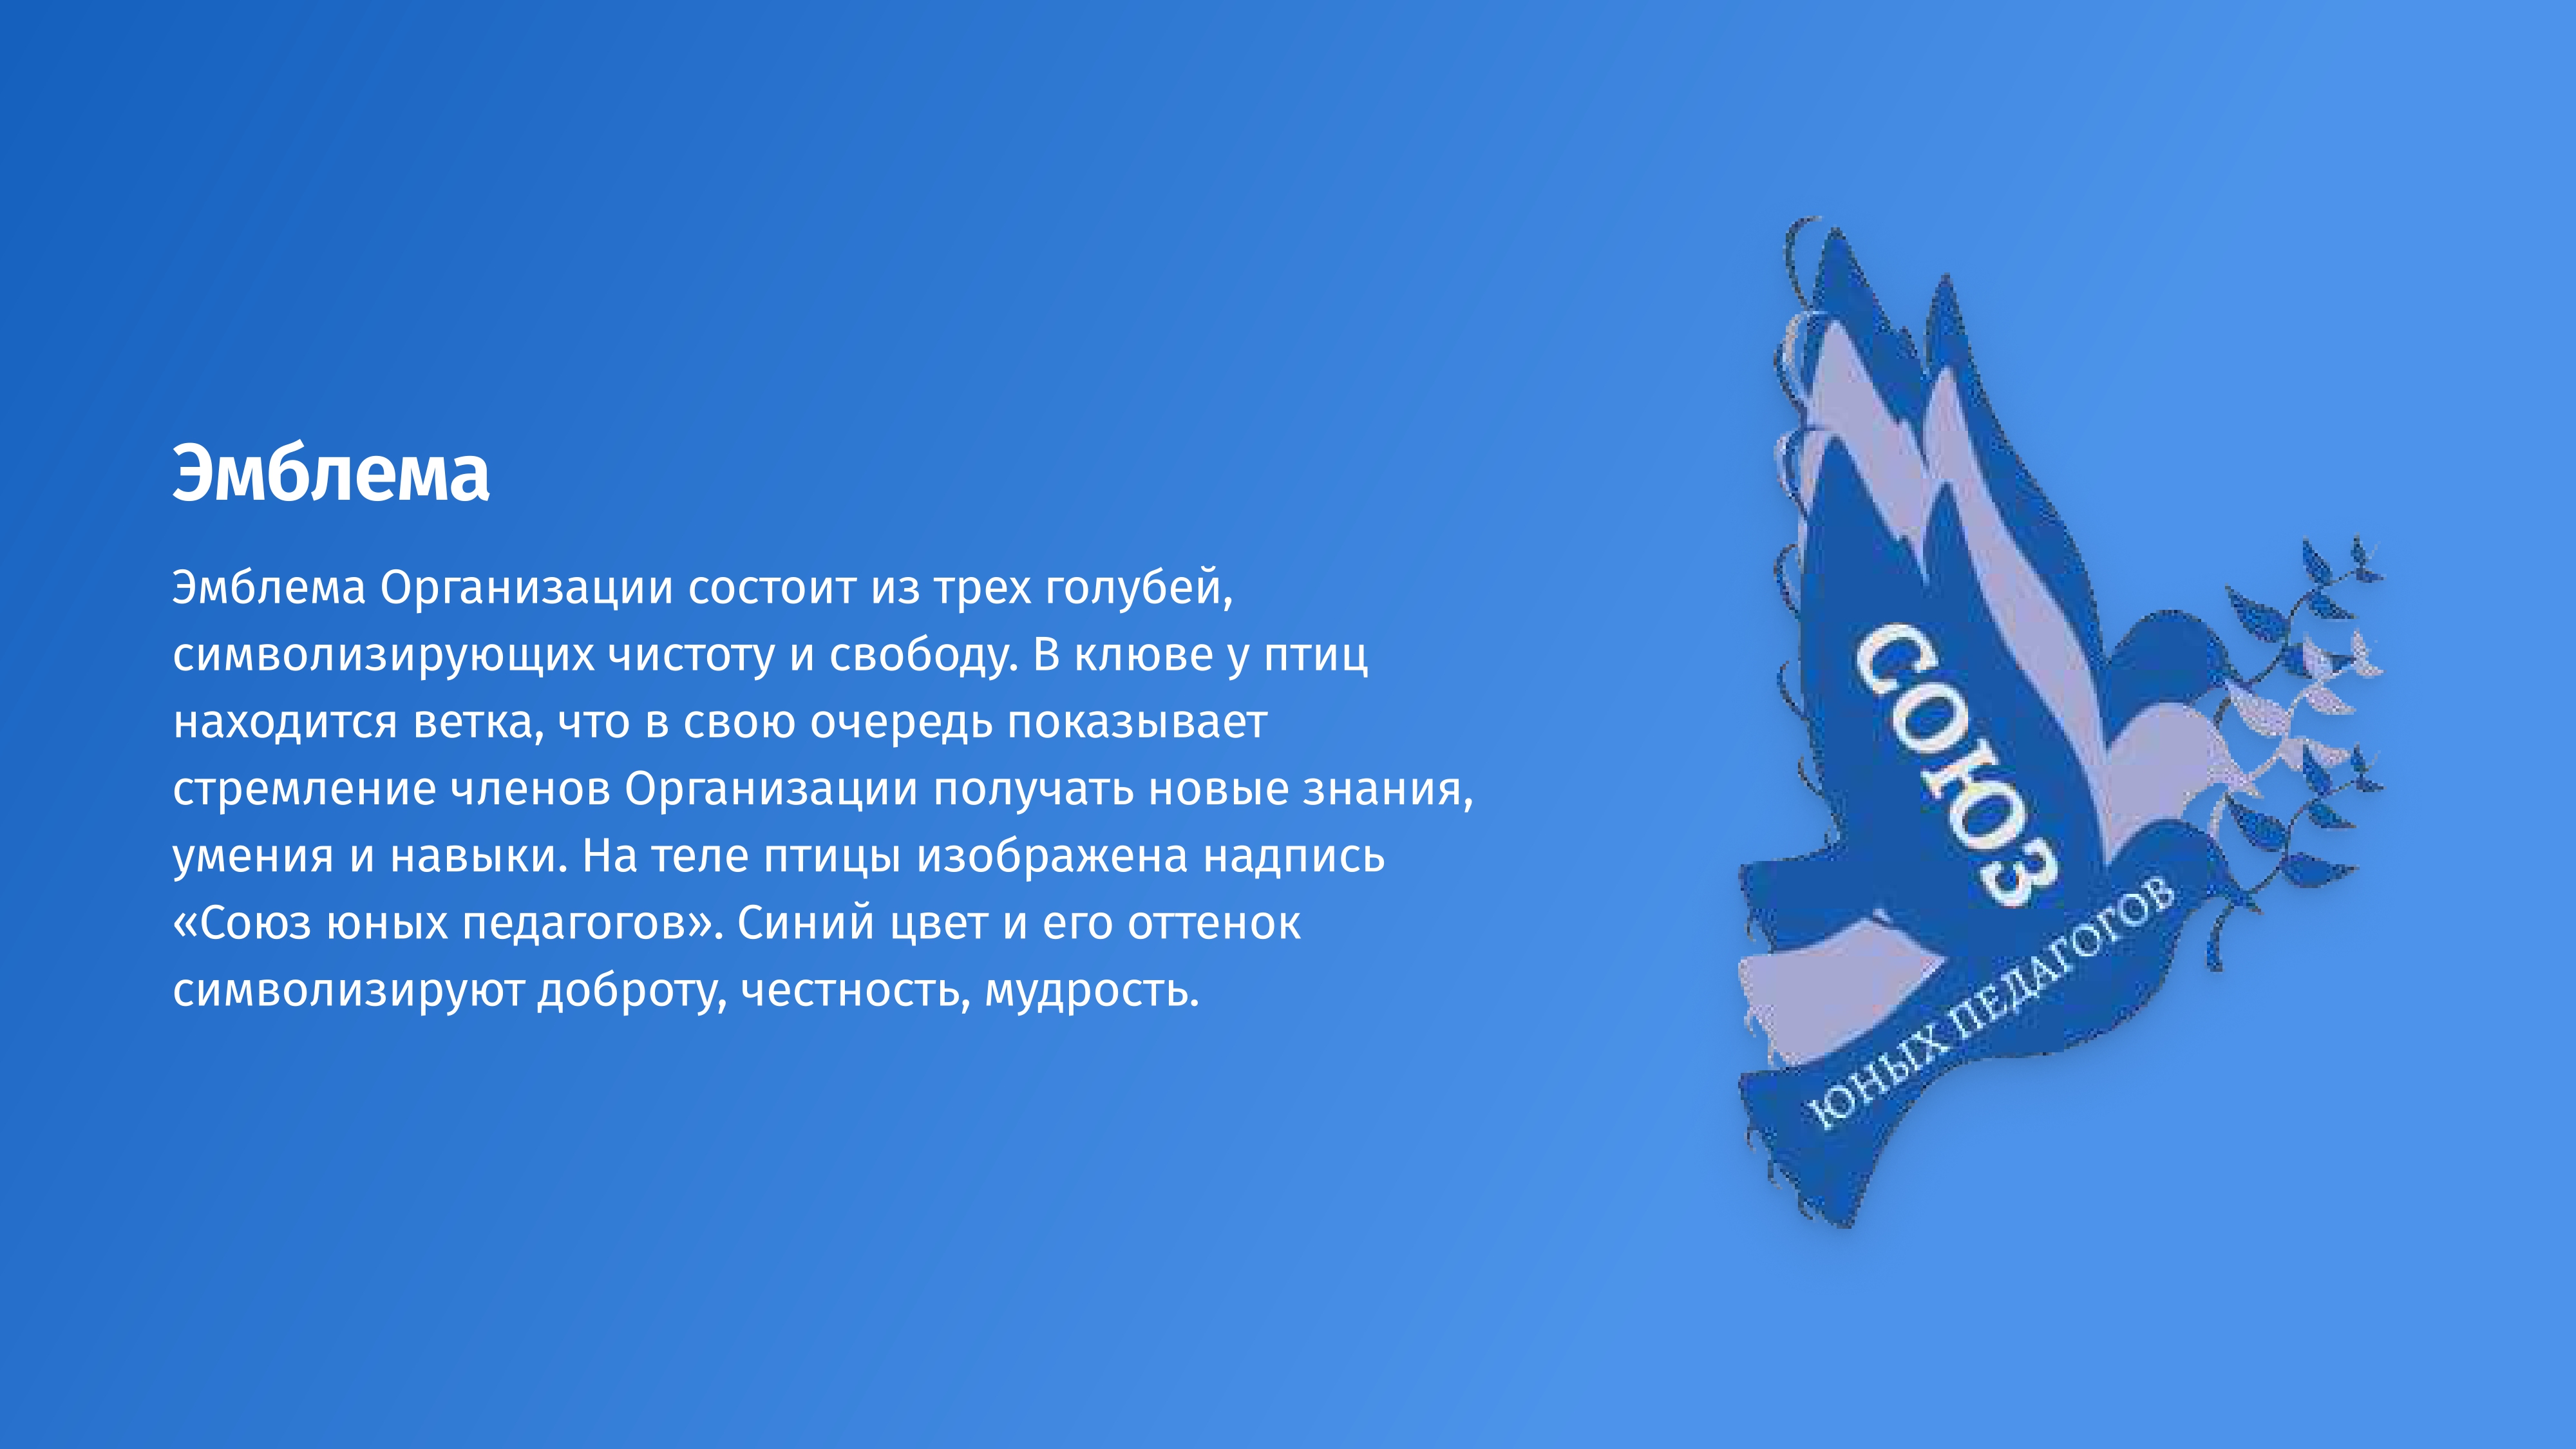 Эмблема
Эмблема Организации состоит из трех голубей,
символизирующих чистоту и свободу. В клюве у птиц
находится ветка, что в свою очередь показывает
стремление членов Организации получать новые знания,
умения и навыки. На теле птицы изображена надпись
«Союз юных педагогов». Синий цвет и его оттенок
символизируют доброту, честность, мудрость.
СОЮЗ
ЮНЫХ ПЕДАГОГОВ